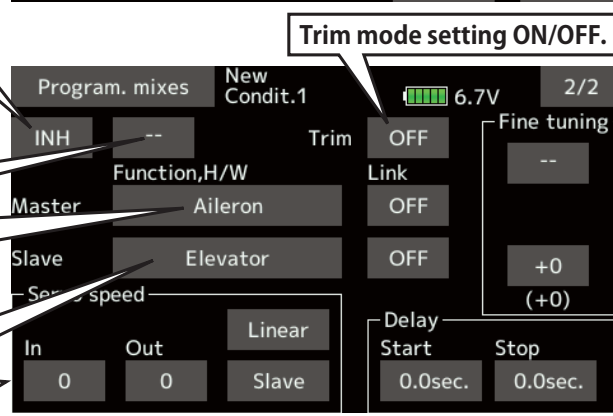 Trim mode setting ON/OFF.
Program. mixes New Condit.1 6.7V 2/2
INH -- Trim OFF Fine tuning
--
Function,H/W Link
Master Aileron OFF
Slave Elevator OFF +0
(+0)
Servo speed Delay
Linear
In Out Start Stop
0 0 Slave 0.0sec. 0.0sec.